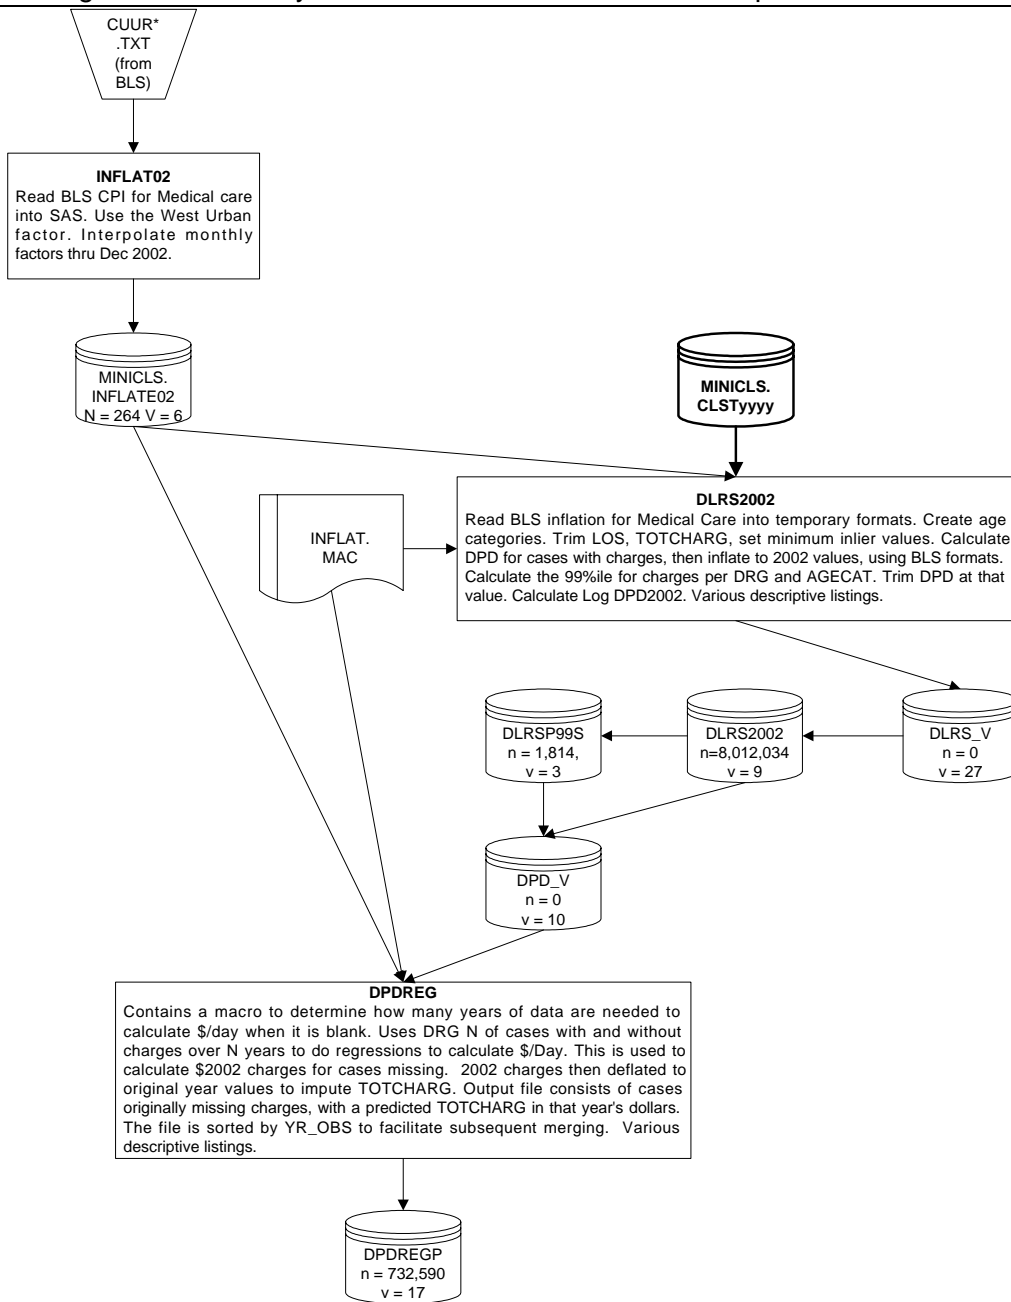 CUUR*
.TXT
(from
BLS)
INFLAT02
Read BLS CPI for Medical care
into SAS. Use the West Urban
factor. Interpolate monthly
factors thru Dec 2002.
MINICLS.
INFLATE02
N = 264 V = 6
MINICLS.
CLSTyyyy
INFLAT.
MAC
DLRS2002
Read BLS inflation for Medical Care into temporary formats. Create age
categories. Trim LOS, TOTCHARG, set minimum inlier values. Calculate
DPD for cases with charges, then inflate to 2002 values, using BLS formats.
Calculate the 99%ile for charges per DRG and AGECAT. Trim DPD at that
value. Calculate Log DPD2002. Various descriptive listings.
DLRSP99S
n = 1,814,
v = 3
DLRS2002
n=8,012,034
v = 9
DLRS_V
n = 0
v = 27
DPD_V
n = 0
v = 10
DPDREG
Contains a macro to determine how many years of data are needed to
calculate $/day when it is blank. Uses DRG N of cases with and without
charges over N years to do regressions to calculate $/Day. This is used to
calculate $2002 charges for cases missing. 2002 charges then deflated to
original year values to impute TOTCHARG. Output file consists of cases
originally missing charges, with a predicted TOTCHARG in that year's dollars.
The file is sorted by YR_OBS to facilitate subsequent merging. Various
descriptive listings.
DPDREGP
n = 732,590
v = 17